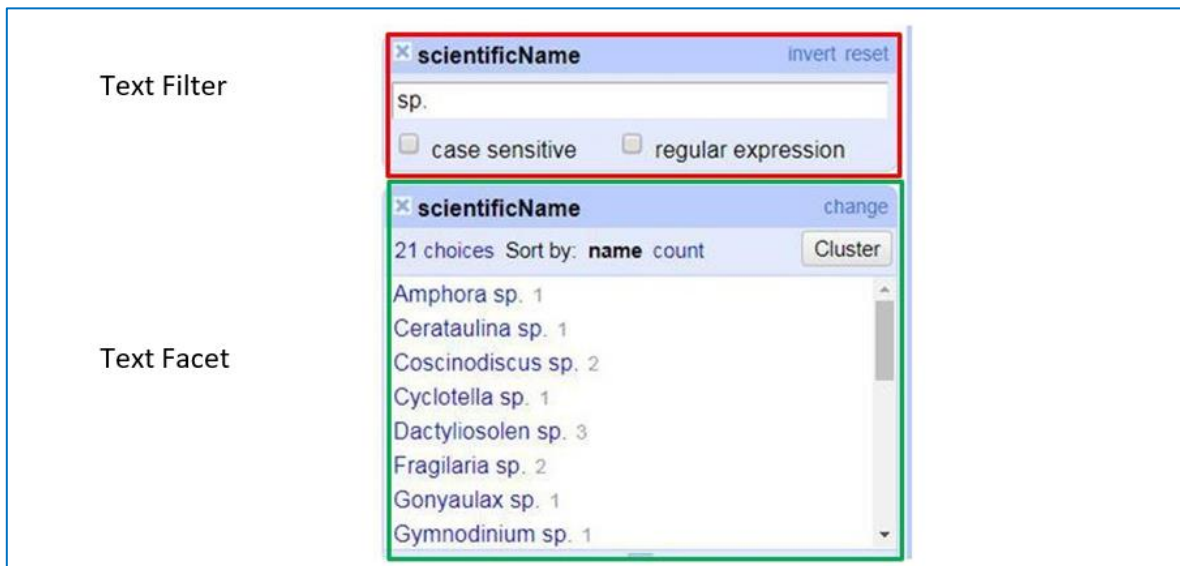 Text Filter
scientificName invert reset
sp.
case sensitive regular expression
Text Facet
scientificName change
21 choices Sort by: name count Cluster
Amphora sp. 1
Cerataulina sp. 1
Coscinodiscus sp. 2
Cyclotella sp. 1
Dactyliosolen sp. 3
Fragilaria sp. 2
Gonyaulax sp. 1
Gymnodinium sp. 1